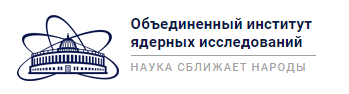 Объединенный институт
ядерных исследований
НАУКА СБЛИЖАЕТ НАРОДЫ